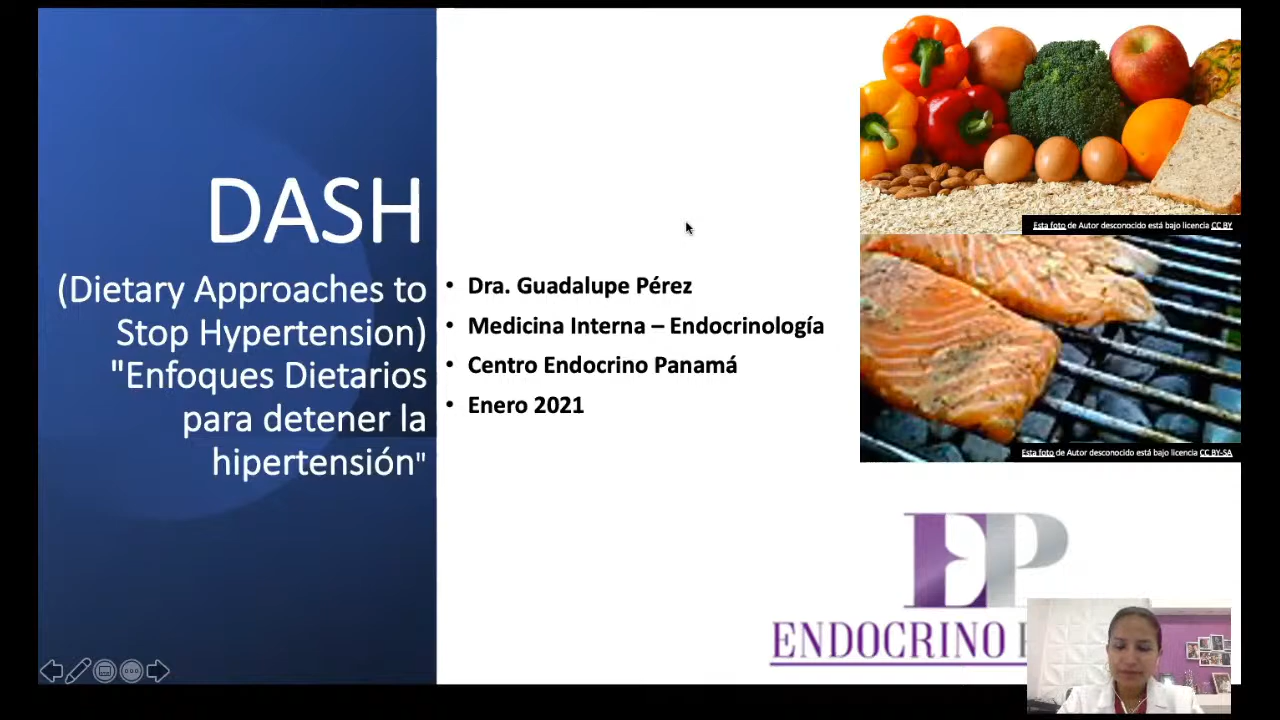 DASH
(Dietary Approaches to
Stop Hypertension)
"Enfoques Dietarios
para detener la
hipertensión"
• Dra. Guadalupe Pérez
• Medicina Interna – Endocrinología
• Centro Endocrino Panamá
• Enero 2021
Esta foto de Autor desconocido está bajo licencia CC BY
Esta foto de Autor desconocido está bajo licencia CC BY-SA
EP
ENDOCRINO